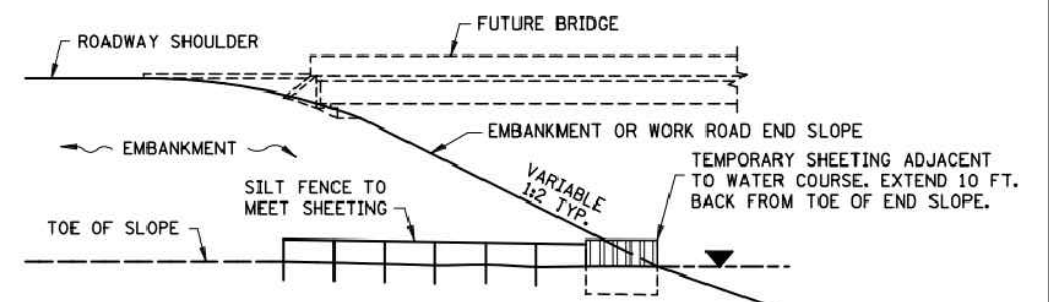 FUTURE BRIDGE
ROADWAY SHOULDER
EMBANKMENT OR WORK ROAD END SLOPE
EMBANKMENT
TEMPORARY SHEETING ADJACENT
TO WATER COURSE. EXTEND 10 FT.
BACK FROM TOE OF END SLOPE.
VARIABLE
1:2 TYP.
SILT FENCE TO
MEET SHEETING
TOE OF SLOPE